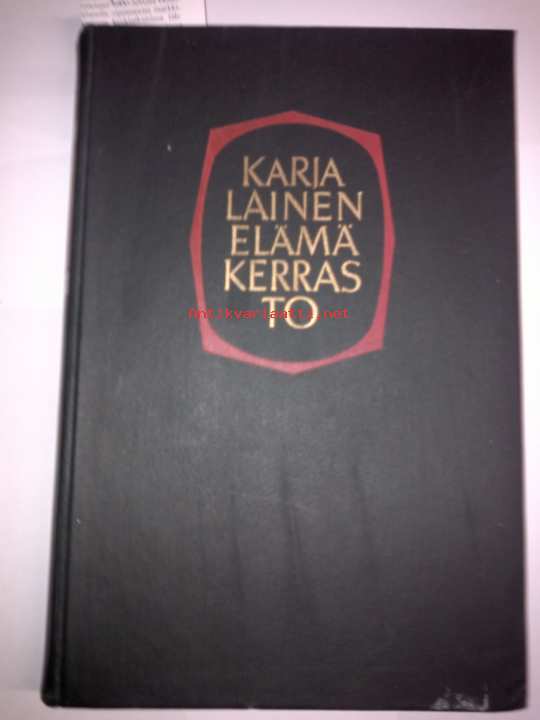 KARJA
LAINEN
ELÄMÄ
KERRAS
TO
Antikvariaatti.net